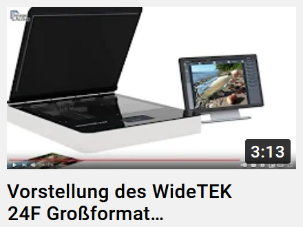 3:13
Vorstellung des WideTEK
24F Großformat…